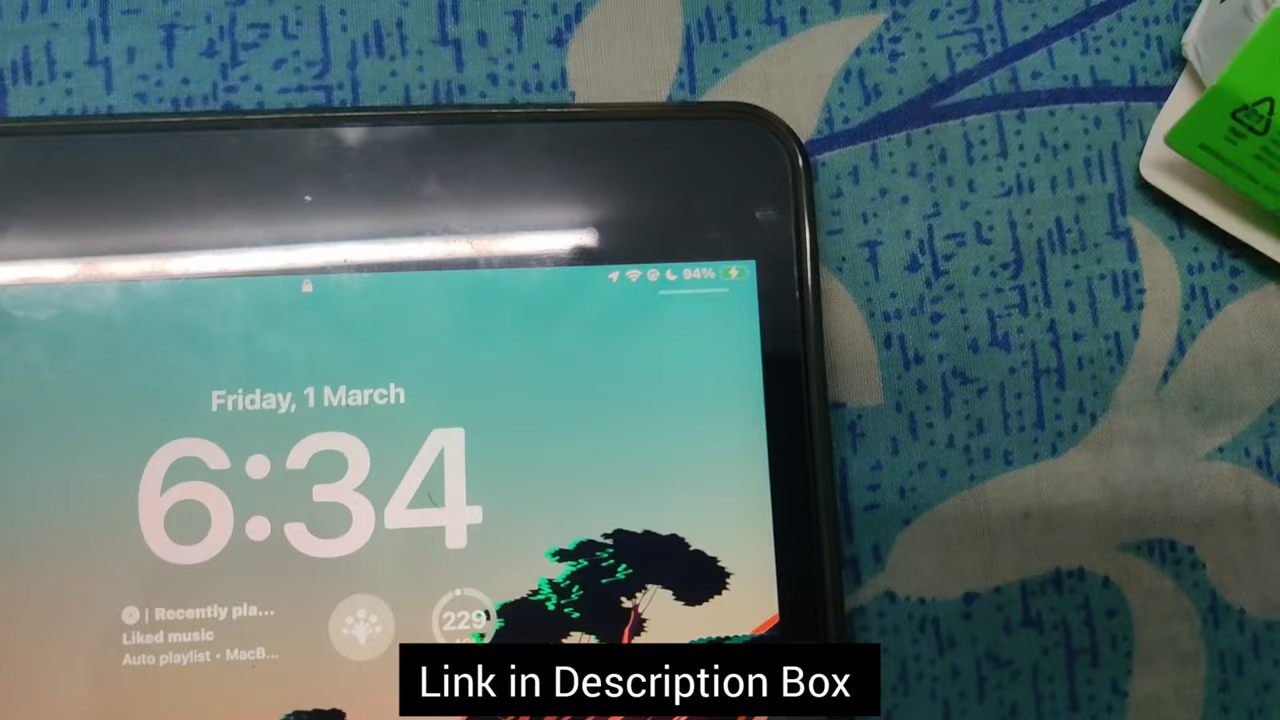 94%
Friday, 1 March
6:34
| Recently pla...
Liked music
Auto playlist • MacB...
229
Link in Description Box